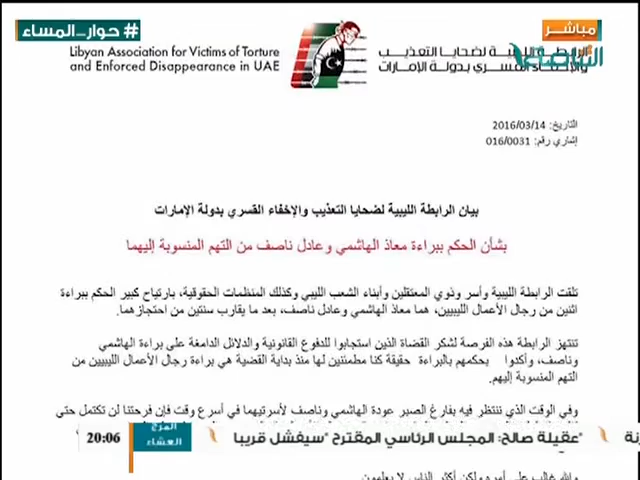 #حوار_المساء
مباشر
Libyan Association for Victims of Torture
and Enforced Disappearance in UAE
الرابطة الليبية لضحايا التعذيب
والإخفاء القسري بدولة الإمارات
التاريخ: 2016/03/14
إشاري رقم: 016/0031
بيان الرابطة الليبية لضحايا التعذيب والإخفاء القسري بدولة الإمارات
بشأن الحكم ببراءة معاذ الهاشمي وعادل ناصف من التهم المنسوبة إليهما
تلقت الرابطة الليبية وأسر وذوي المعتقلين وأبناء الشعب الليبي وكذلك المنظمات الحقوقية، بارتياح كبير الحكم ببراءة
اثنين من رجال الأعمال الليبيين، هما معاذ الهاشمي وعادل ناصف، بعد ما يقارب سنتين من احتجازهم.
تنتهز الرابطة هذه الفرصة لشكر القضاة الذين استجابوا للدفوع القانونية والدلائل الدامغة على براءة الهاشمي
وناصف، وأكدوا بحكمهم بالبراءة حقيقة كنا مطمئنين لها منذ بداية القضية هي براءة رجال الأعمال الليبيين من
التهم المنسوبة إليهم.
وفي الوقت الذي ننتظر فيه بفارغ الصبر عودة الهاشمي وناصف لأسرتيهما في أسرع وقت فإن فرحتنا لن تكتمل حتى
20:06 المرج العشاء عقيلة صالح: المجلس الرئاسي المقترح "سيفشل قريبا"
والله غالب على أمره ولكن أكثر الناس لا يعلمون